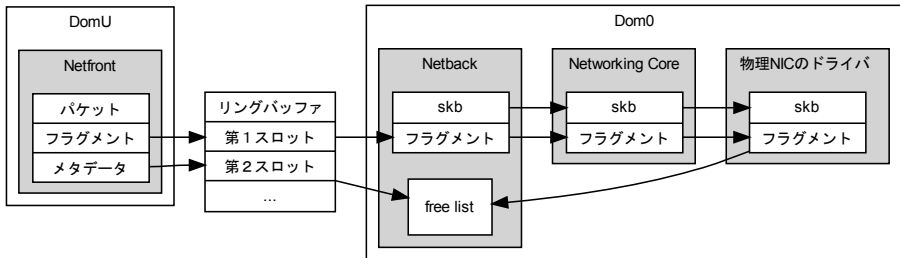 DomU
Netfront
パケット
フラグメント
メタデータ
リングバッファ
第1スロット
第2スロット
...
Dom0
Netback
skb
フラグメント
free list
Networking Core
skb
フラグメント
物理NICのドライバ
skb
フラグメント